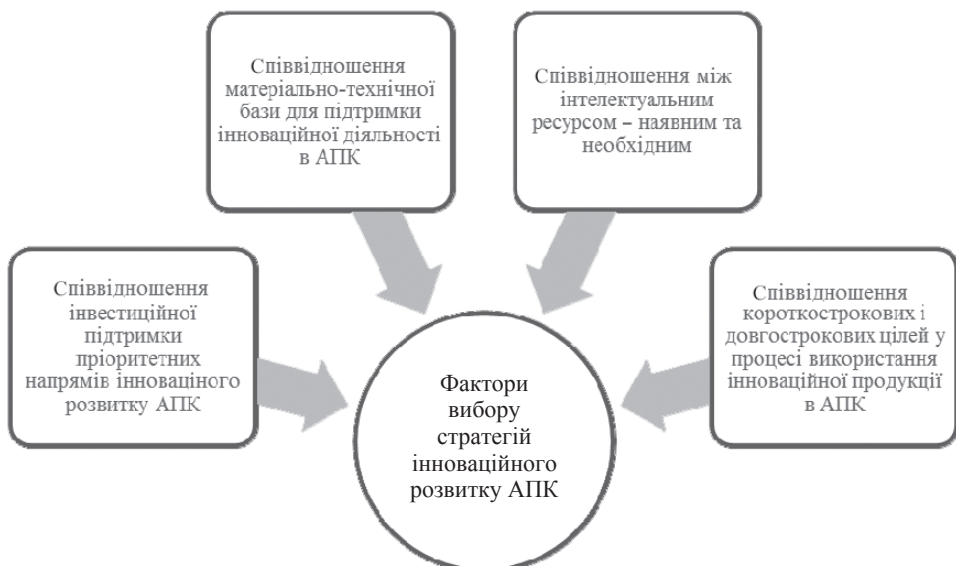 Співвідношення
матеріально-технічної
бази для підтримки
інноваційної діяльності
в АПК
Співвідношення між
інтелектуальним
ресурсом – наявним та
необхідним
Співвідношення
інвестиційної
підтримки
пріоритетних
напрямів інноваціного
розвитку АПК
Співвідношення
короткострокових і
довгострокових цілей у
процесі використання
інноваційної продукції
в АПК
Фактори
вибору
стратегій
інноваційного
розвитку АПК